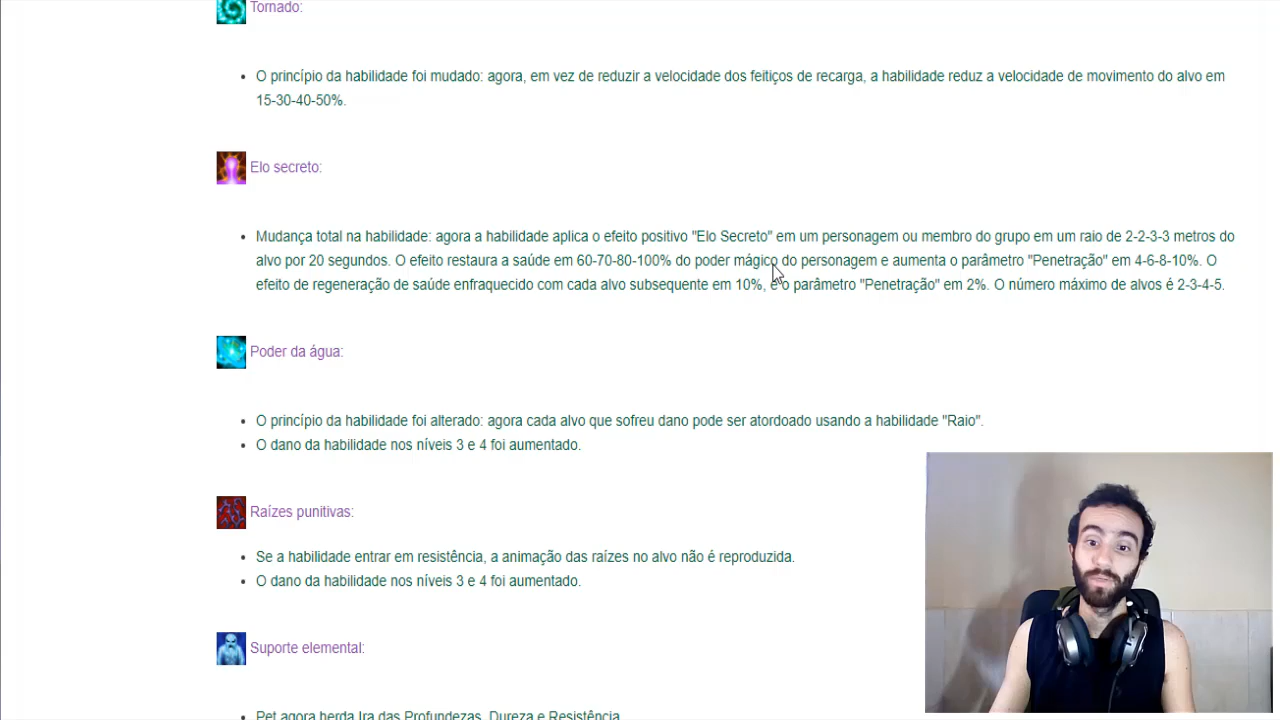 Tornado:
O princípio da habilidade foi mudado: agora, em vez de reduzir a velocidade dos feitiços de recarga, a habilidade reduz a velocidade de movimento do alvo em
15-30-40-50%.
Elo secreto:
Mudança total na habilidade: agora a habilidade aplica o efeito positivo "Elo Secreto" em um personagem ou membro do grupo em um raio de 2-2-3-3 metros do
alvo por 20 segundos. O efeito restaura a saúde em 60-70-80-100% do poder mágico do personagem e aumenta o parâmetro "Penetração" em 4-6-8-10%. O
efeito de regeneração de saúde enfraquecido com cada alvo subsequente em 10%, e o parâmetro "Penetração" em 2%. O número máximo de alvos é 2-3-4-5.
Poder da água:
O princípio da habilidade foi alterado: agora cada alvo que sofreu dano pode ser atordoado usando a habilidade "Raio".
O dano da habilidade nos níveis 3 e 4 foi aumentado.
Raízes punitivas:
Se a habilidade entrar em resistência, a animação das raízes no alvo não é reproduzida.
O dano da habilidade nos níveis 3 e 4 foi aumentado.
Suporte elemental:
Pet agora herda Ira das Profundezas, Dureza e Resistência